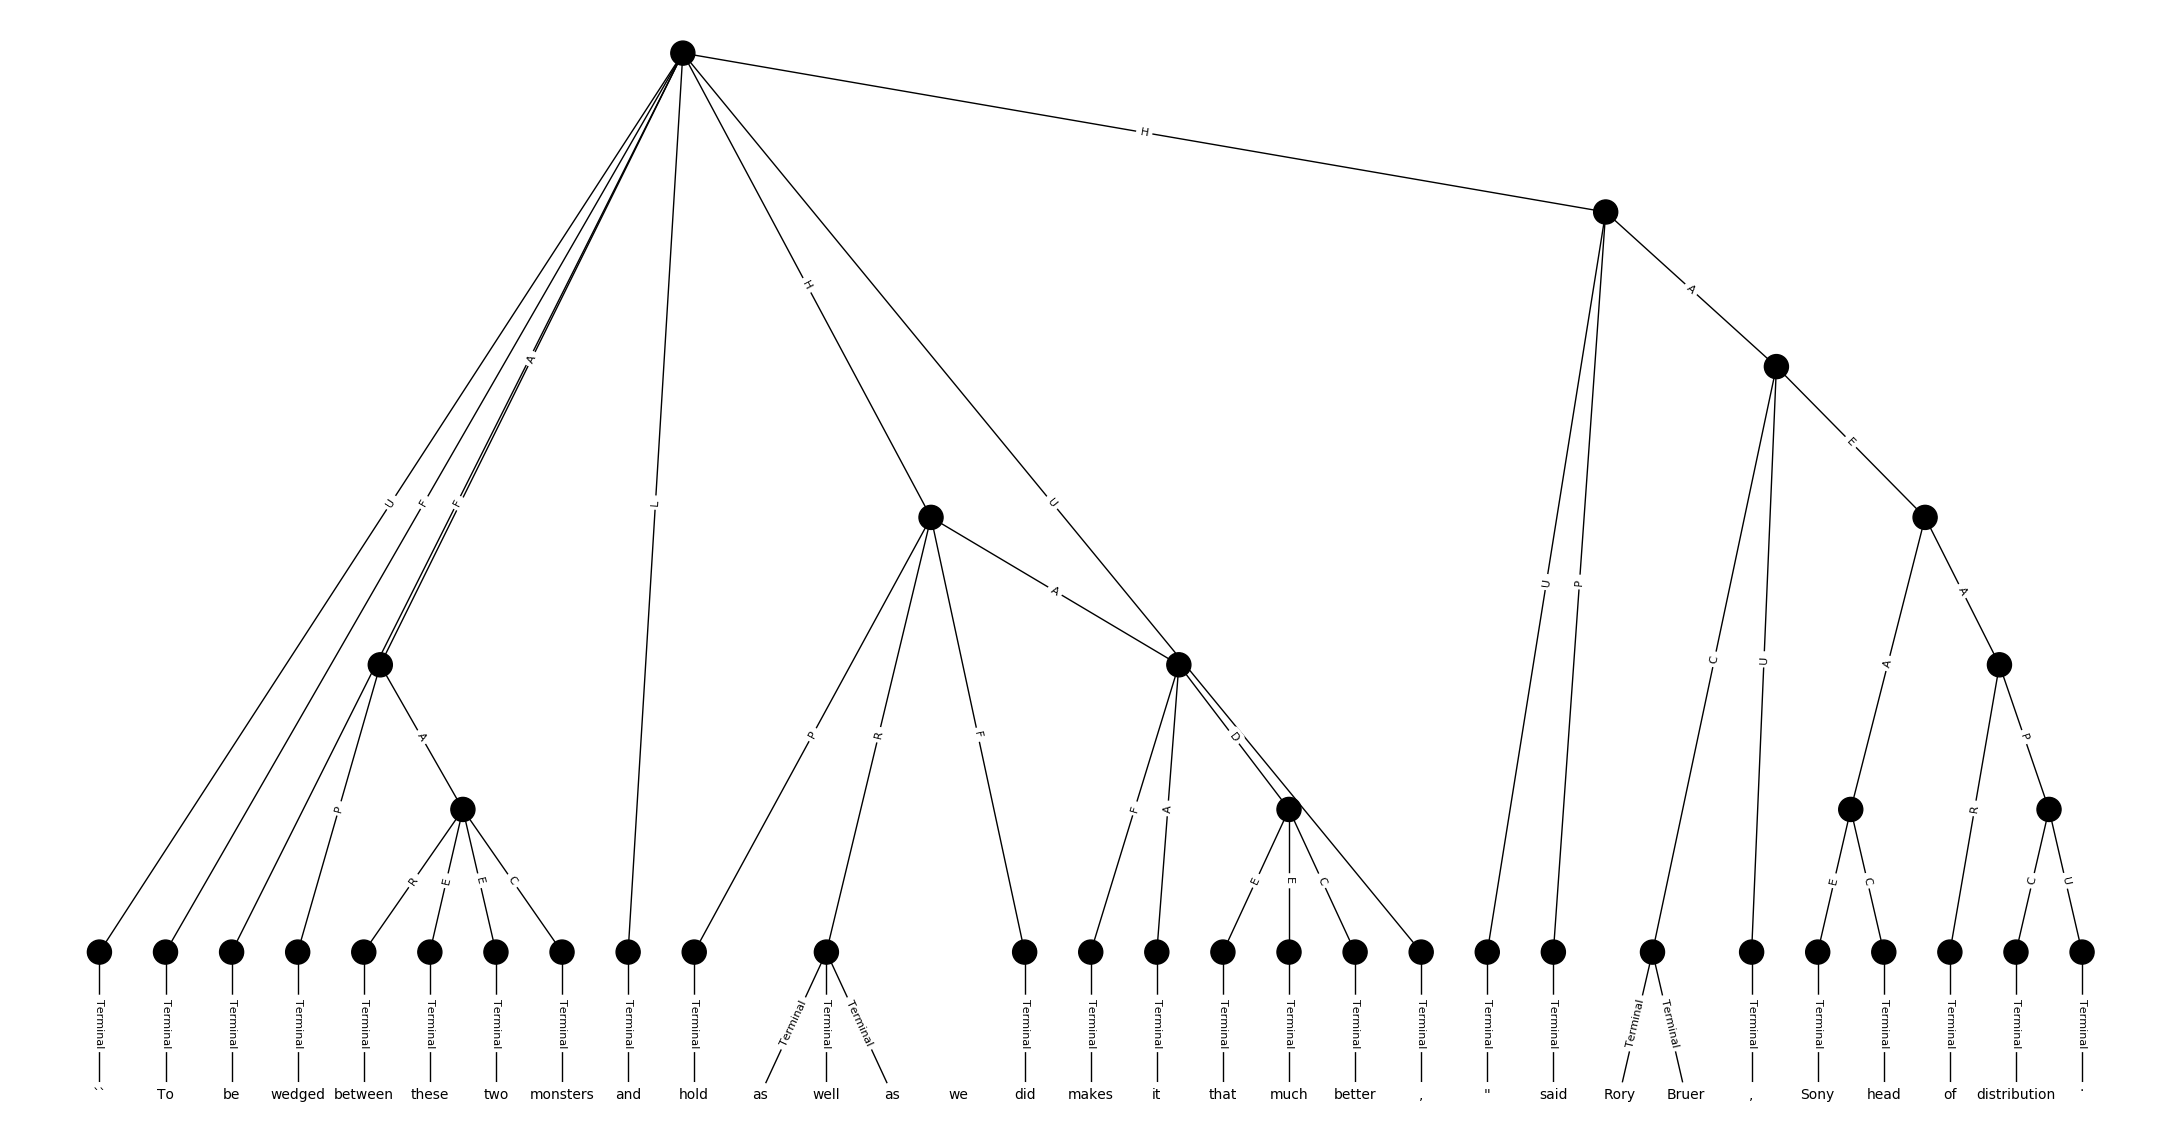 H
H
A
A
E
U
F
F
L
U
U
P
A
A
C
U
A
A
P
R
F
D
P
P
F
A
R
R
E
E
C
E
E
C
E
C
C
U
Terminal Terminal Terminal Terminal Terminal Terminal Terminal Terminal Terminal Terminal Terminal Terminal Terminal Terminal Terminal Terminal Terminal Terminal Terminal Terminal Terminal Terminal Terminal Terminal Terminal Terminal Terminal Terminal Terminal Terminal
`` To be wedged between these two monsters and hold as well as we did makes it that much better , " said Rory Bruer , Sony head of distribution .